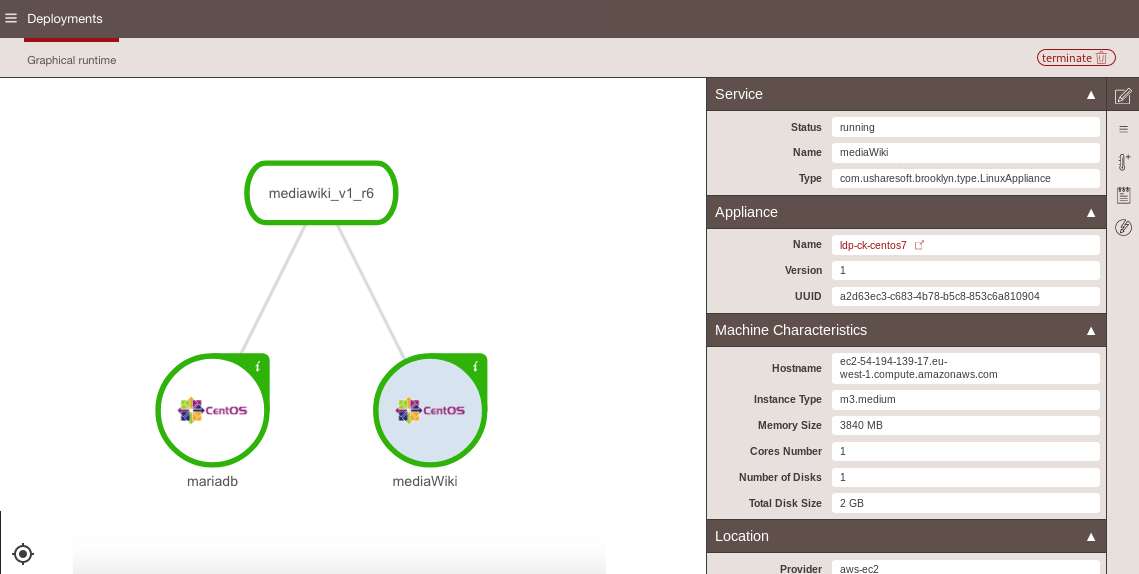 Deployments
Graphical runtime
terminate
mediawiki_v1_r6
i
i
CentOS
CentOS
mariadb
mediaWiki
Service
Status running
Name mediaWiki
Type com.usharesoft.brooklyn.type.LinuxAppliance
Appliance
Name ldp-ck-centos7
Version 1
UUID a2d63ec3-c683-4b78-b5c8-853c6a810904
Machine Characteristics
Hostname ec2-54-194-139-17.eu-
west-1.compute.amazonaws.com
Instance Type m3.medium
Memory Size 3840 MB
Cores Number 1
Number of Disks 1
Total Disk Size 2 GB
Location
Provider aws-ec2